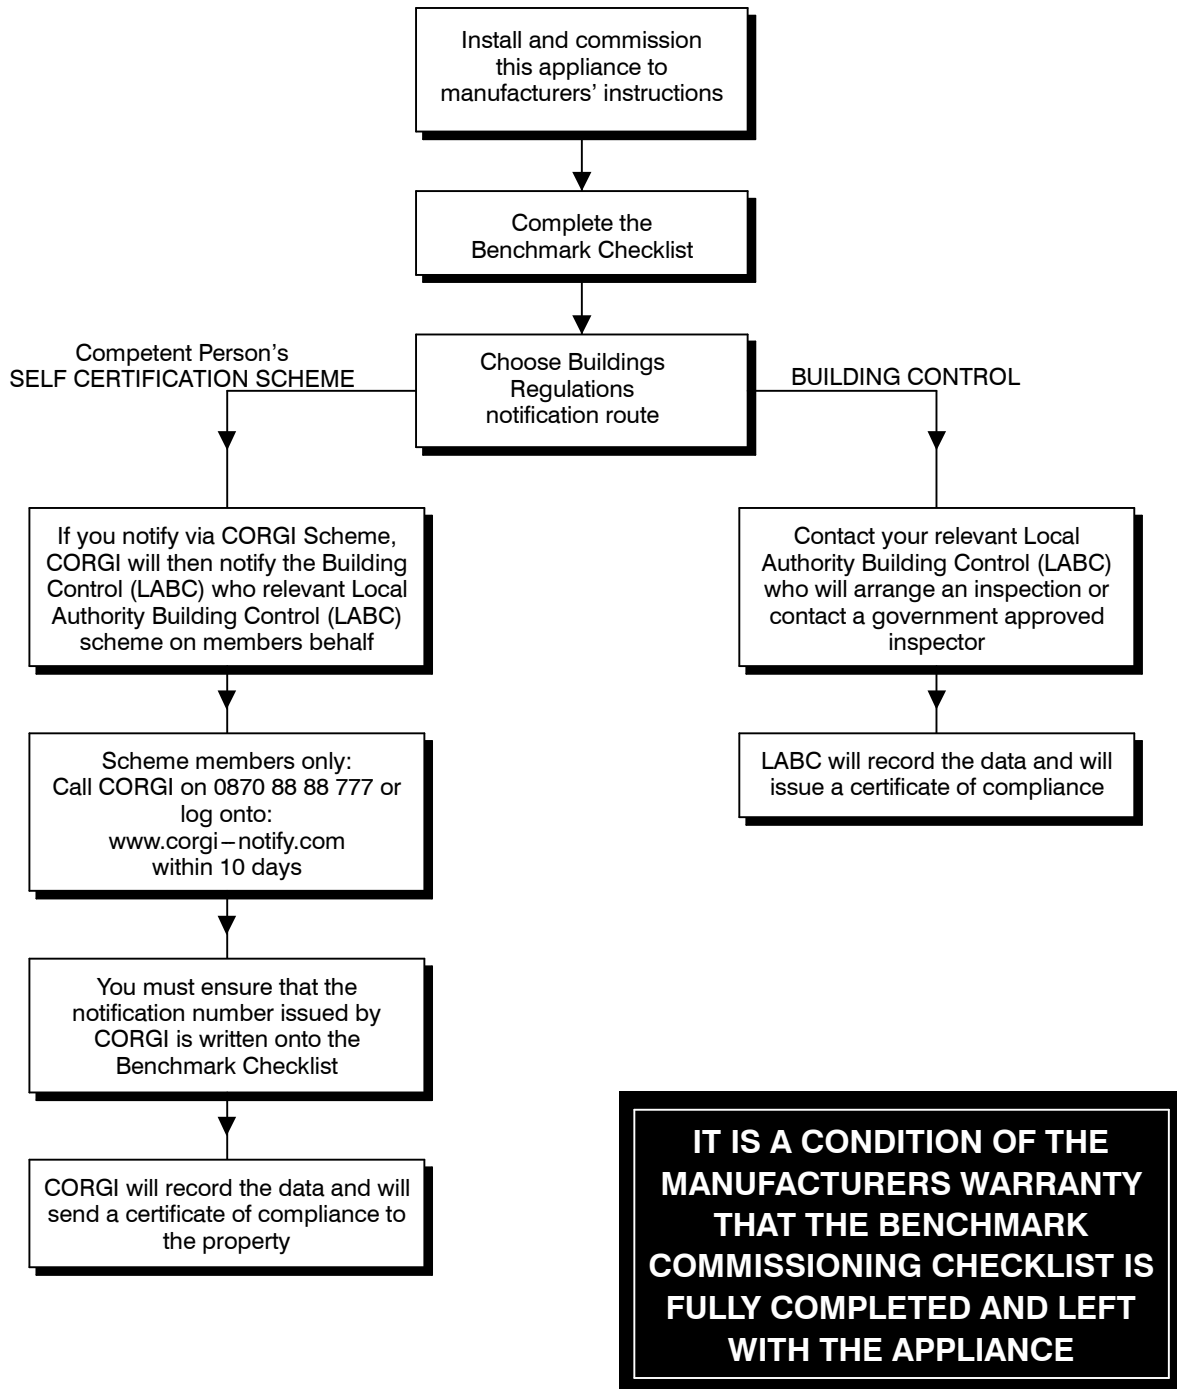 Install and commission
this appliance to
manufacturers’ instructions
Complete the
Benchmark Checklist
Choose Buildings
Regulations
notification route
Competent Person’s
SELF CERTIFICATION SCHEME
BUILDING CONTROL
If you notify via CORGI Scheme,
CORGI will then notify the Building
Control (LABC) who relevant Local
Authority Building Control (LABC)
scheme on members behalf
Scheme members only:
Call CORGI on 0870 88 88 777 or
log onto:
www.corgi–notify.com
within 10 days
You must ensure that the
notification number issued by
CORGI is written onto the
Benchmark Checklist
CORGI will record the data and will
send a certificate of compliance to
the property
Contact your relevant Local
Authority Building Control (LABC)
who will arrange an inspection or
contact a government approved
inspector
LABC will record the data and will
issue a certificate of compliance
IT IS A CONDITION OF THE
MANUFACTURERS WARRANTY
THAT THE BENCHMARK
COMMISSIONING CHECKLIST IS
FULLY COMPLETED AND LEFT
WITH THE APPLIANCE